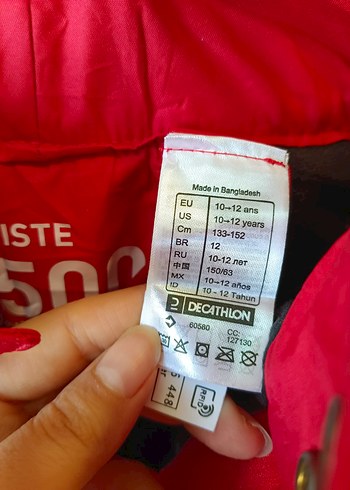 Made in Bangladesh
EU 10→12 ans
US 10→12 years
Cm 133-152
BR 12
RU 10-12 лет
中国 150/63
MX 10→12 años
ID 10 - 12 Tahun
DECATHLON
60580 CC: 127130
ISTE
500
448
RFID